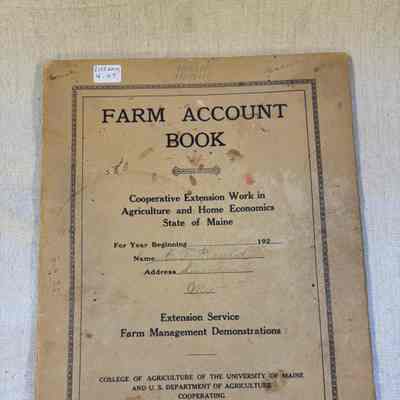 FARM ACCOUNT
BOOK
Cooperative Extension Work in
Agriculture and Home Economics
State of Maine
For Year Beginning 192
Name
Address
Extension Service
Farm Management Demonstrations
COLLEGE OF AGRICULTURE OF THE UNIVERSITY OF MAINE
AND U. S. DEPARTMENT OF AGRICULTURE
COOPERATING